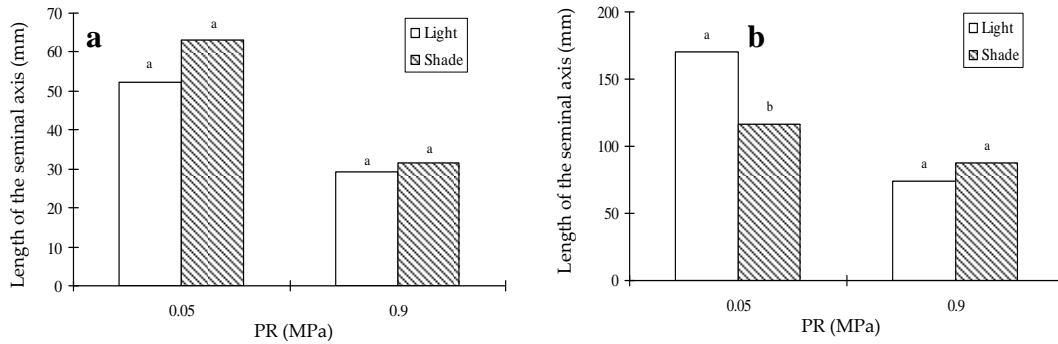 Length of the seminal axis (mm)
70
60
50
40
30
20
10
0
a
a
a
a
a
Light
Shade
0.05
0.9
PR (MPa)
Length of the seminal axis (mm)
200
150
100
50
0
b
a
b
a
a
Light
Shade
0.05
0.9
PR (MPa)